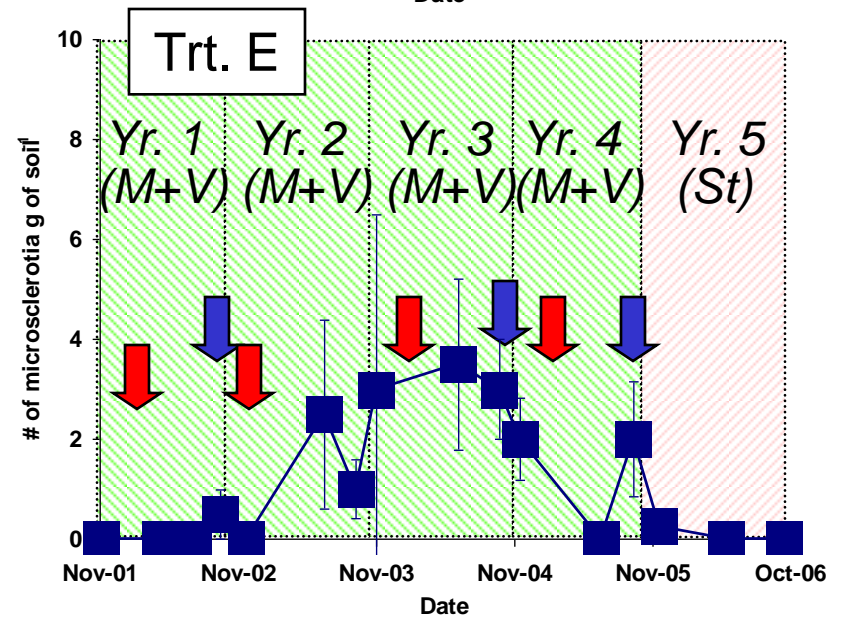 Date
Trt. E
10
8
6
4
2
0
# of microsclerotia g of soil
Yr. 1
(M+V)
Yr. 2
(M+V)
Yr. 3
(M+V)
Yr. 4
(M+V)
Yr. 5
(St)
Nov-01
Nov-02
Nov-03
Nov-04
Nov-05
Oct-06
Date